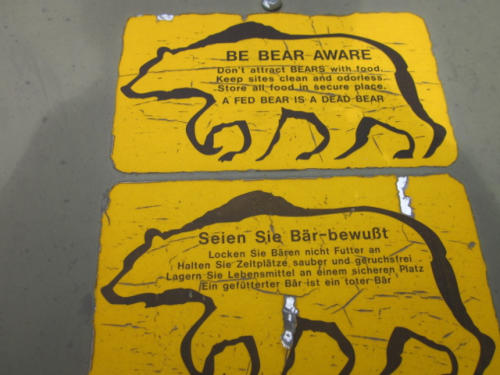 BE BEAR AWARE
Don't attract BEARS with food.
Keep sites clean and odorless.
Store all food in secure place.
A FED BEAR IS A DEAD BEAR
Seien Sie Bär-bewußt
Locken Sie Bären nicht Futter an
Halten Sie Zeltplätze sauber und geruchsfrei
Lagern Sie Lebensmittel an einem sicheren Platz
Ein gefütterter Bär ist ein toter Bär